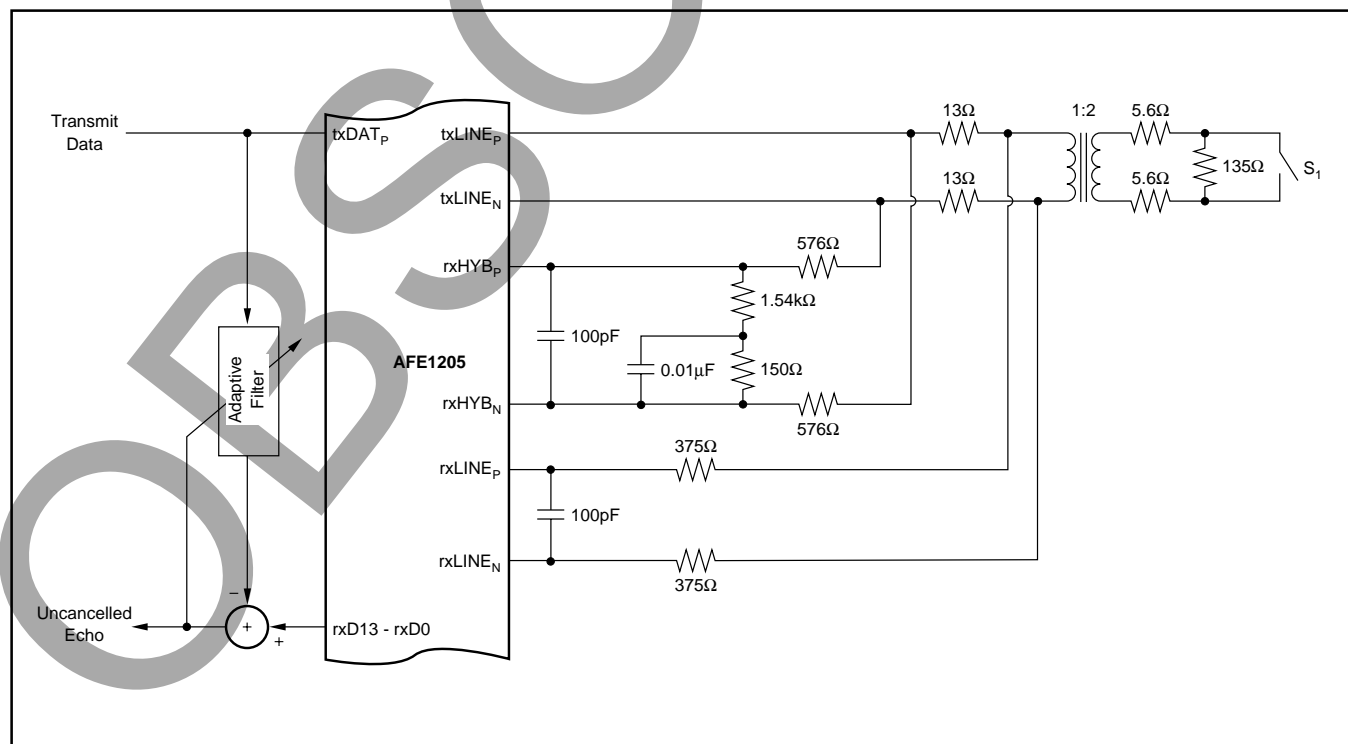 Transmit
Data
txDATP
txLINEP
txLINEN
rxHYBP
rxHYBN
rxLINEP
rxLINEN
rxD13 - rxD0
AFE1205
Adaptive
Filter
Uncancelled
Echo
−
+
+
13Ω
13Ω
1:2
5.6Ω
5.6Ω
135Ω
S1
576Ω
1.54kΩ
100pF
0.01µF
150Ω
576Ω
375Ω
100pF
375Ω
OBSO